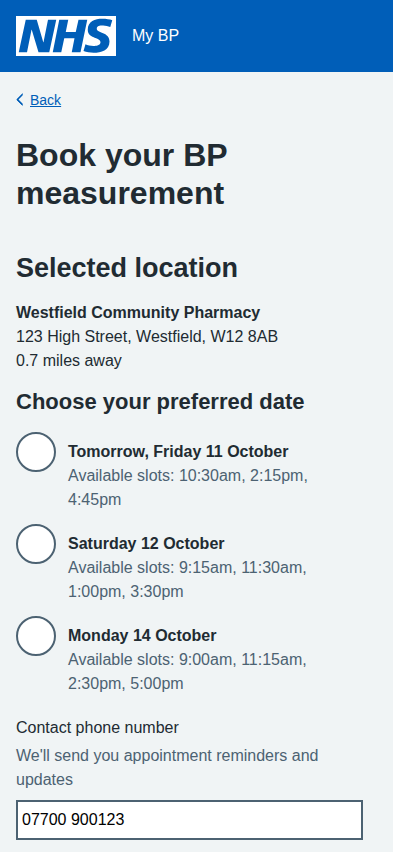 NHS My BP
Back
Book your BP
measurement
Selected location
Westfield Community Pharmacy
123 High Street, Westfield, W12 8AB
0.7 miles away
Choose your preferred date
Tomorrow, Friday 11 October
Available slots: 10:30am, 2:15pm,
4:45pm
Saturday 12 October
Available slots: 9:15am, 11:30am,
1:00pm, 3:30pm
Monday 14 October
Available slots: 9:00am, 11:15am,
2:30pm, 5:00pm
Contact phone number
We'll send you appointment reminders and
updates
07700 900123